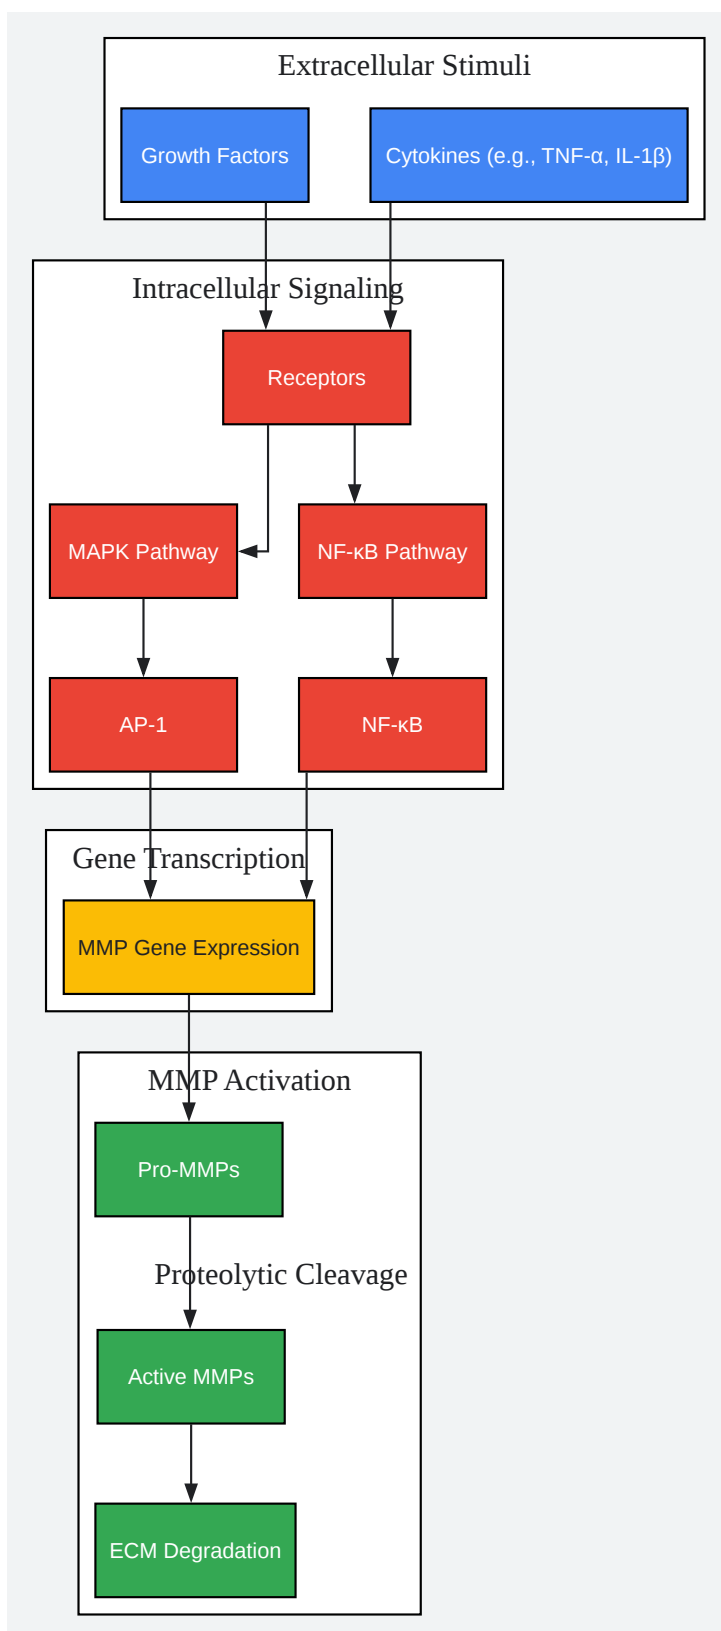 Extracellular Stimuli
Growth Factors
Cytokines (e.g., TNF-α, IL-1β)
Intracellular Signaling
Receptors
MAPK Pathway
NF-κB Pathway
AP-1
NF-κB
Gene Transcription
MMP Gene Expression
MMP Activation
Pro-MMPs
Proteolytic Cleavage
Active MMPs
ECM Degradation